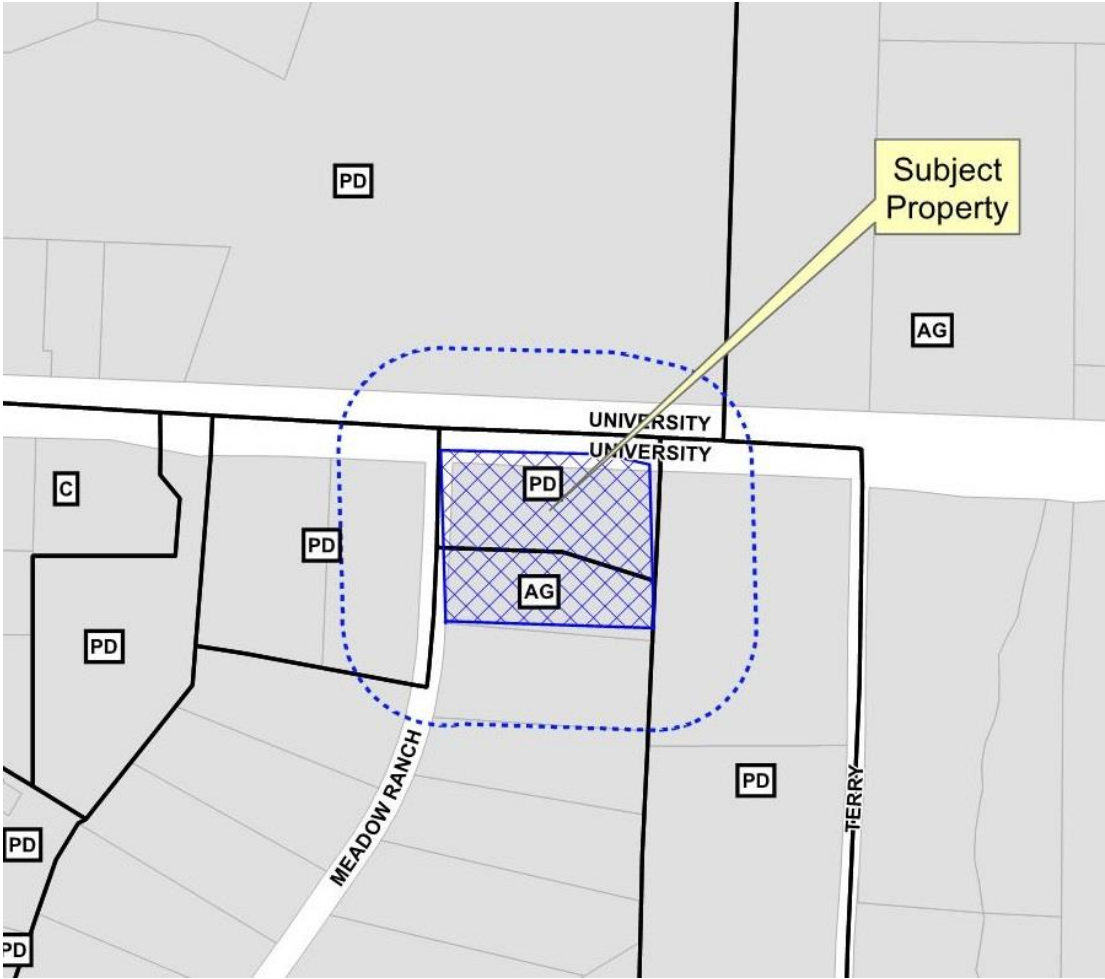 PD
Subject
Property
AG
UNIVERSITY
UNIVERSITY
C
PD
PD
AG
PD
MEADOW RANCH
PD
TERRY
PD
PD